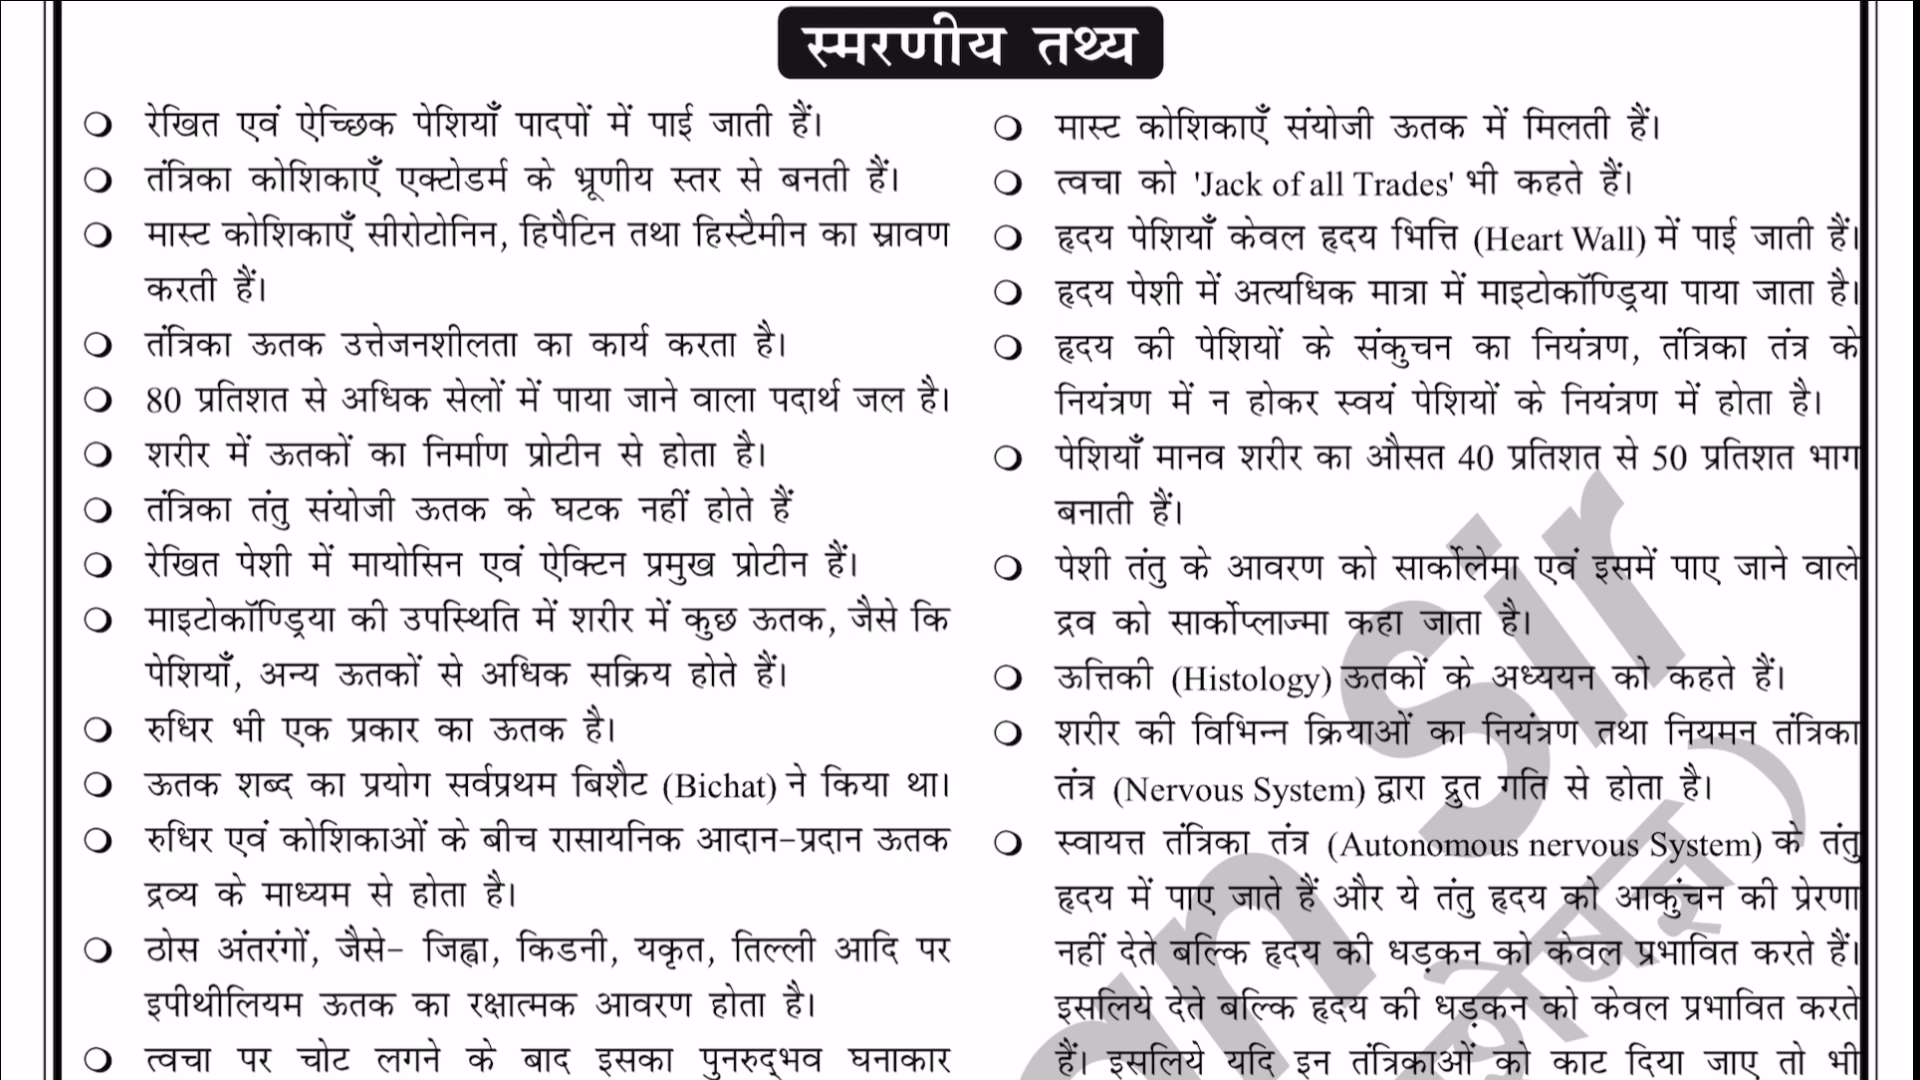 स्मरणीय तथ्य
रेखित एवं ऐच्छिक पेशियाँ पादपों में पाई जाती हैं।
तंत्रिका कोशिकाएँ एक्टोडर्म के भ्रूणीय स्तर से बनती हैं।
मास्ट कोशिकाएँ सीरोटोनिन, हिपैटिन तथा हिस्टैमीन का स्रावण
करती हैं।
तंत्रिका ऊतक उत्तेजनशीलता का कार्य करता है।
80 प्रतिशत से अधिक सेलों में पाया जाने वाला पदार्थ जल है।
शरीर में ऊतकों का निर्माण प्रोटीन से होता है।
तंत्रिका तंतु संयोजी ऊतक के घटक नहीं होते हैं
रेखित पेशी में मायोसिन एवं ऐक्टिन प्रमुख प्रोटीन हैं।
माइटोकॉण्ड्रिया की उपस्थिति में शरीर में कुछ ऊतक, जैसे कि
पेशियाँ, अन्य ऊतकों से अधिक सक्रिय होते हैं।
रुधिर भी एक प्रकार का ऊतक है।
ऊतक शब्द का प्रयोग सर्वप्रथम बिशैट (Bichat) ने किया था।
रुधिर एवं कोशिकाओं के बीच रासायनिक आदान-प्रदान ऊतक
द्रव्य के माध्यम से होता है।
ठोस अंतरंगों, जैसे- जिह्वा, किडनी, यकृत, तिल्ली आदि पर
इपीथीलियम ऊतक का रक्षात्मक आवरण होता है।
त्वचा पर चोट लगने के बाद इसका पुनरुद्भव घनाकार
मास्ट कोशिकाएँ संयोजी ऊतक में मिलती हैं।
त्वचा को 'Jack of all Trades' भी कहते हैं।
हृदय पेशियाँ केवल हृदय भित्ति (Heart Wall) में पाई जाती हैं।
हृदय पेशी में अत्यधिक मात्रा में माइटोकॉण्ड्रिया पाया जाता है।
हृदय की पेशियों के संकुचन का नियंत्रण, तंत्रिका तंत्र के
नियंत्रण में न होकर स्वयं पेशियों के नियंत्रण में होता है।
पेशियाँ मानव शरीर का औसत 40 प्रतिशत से 50 प्रतिशत भाग
बनाती हैं।
पेशी तंतु के आवरण को सार्कोलेमा एवं इसमें पाए जाने वाले
द्रव को सार्कोप्लाज्मा कहा जाता है।
ऊत्तिकी (Histology) ऊतकों के अध्ययन को कहते हैं।
शरीर की विभिन्न क्रियाओं का नियंत्रण तथा नियमन तंत्रिका
तंत्र (Nervous System) द्वारा द्रुत गति से होता है।
स्वायत्त तंत्रिका तंत्र (Autonomous nervous System) के तंतु
हृदय में पाए जाते हैं और ये तंतु हृदय को आकुंचन की प्रेरणा
नहीं देते बल्कि हृदय की धड़कन को केवल प्रभावित करते हैं।
इसलिये देते बल्कि हृदय की धड़कन को केवल प्रभावित करते
हैं। इसलिये यदि इन तंत्रिकाओं को काट दिया जाए तो भी
Sir